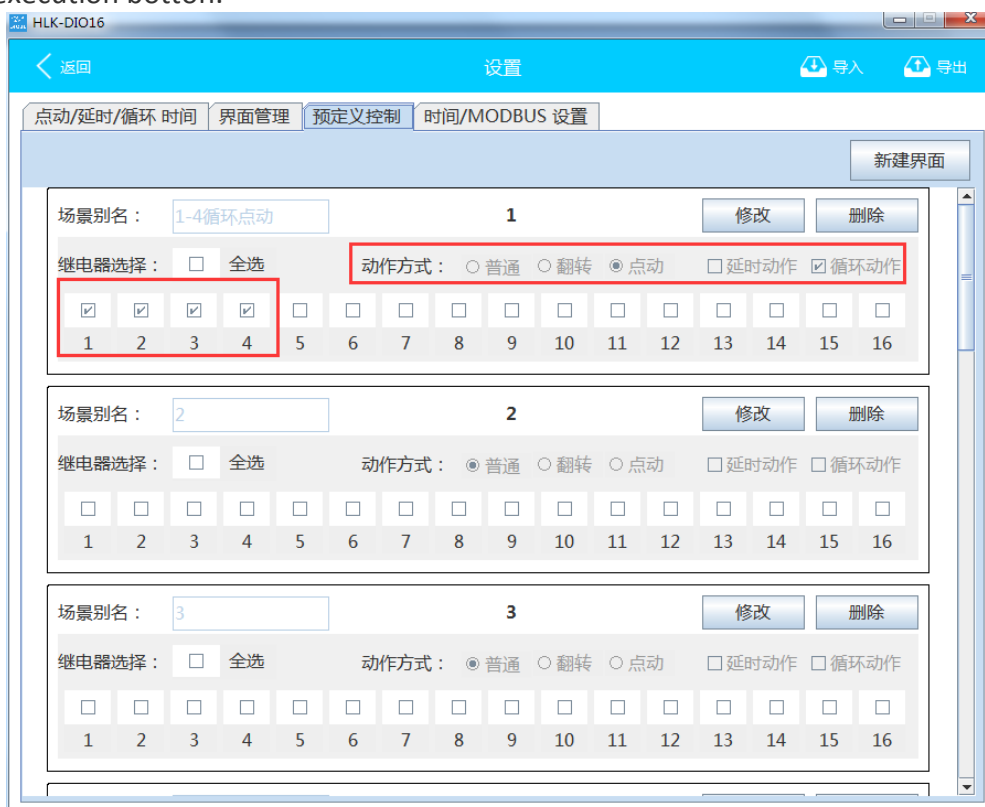 execution botton.
HLK-DIO16
返回 设置 导入 导出
点动/延时/循环 时间 界面管理 预定义控制 时间/MODBUS 设置
新建界面
场景别名： 1-4循环点动 1 修改 删除
继电器选择： 全选 动作方式： 普通 翻转 点动 延时动作 循环动作
1 2 3 4 5 6 7 8 9 10 11 12 13 14 15 16
场景别名： 2 2 修改 删除
继电器选择： 全选 动作方式： 普通 翻转 点动 延时动作 循环动作
1 2 3 4 5 6 7 8 9 10 11 12 13 14 15 16
场景别名： 3 3 修改 删除
继电器选择： 全选 动作方式： 普通 翻转 点动 延时动作 循环动作
1 2 3 4 5 6 7 8 9 10 11 12 13 14 15 16